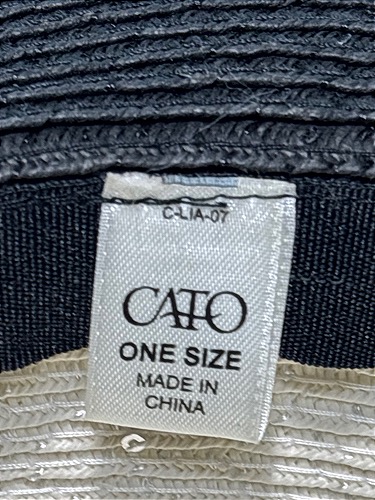 C-LIA-07
CATO
ONE SIZE
MADE IN
CHINA